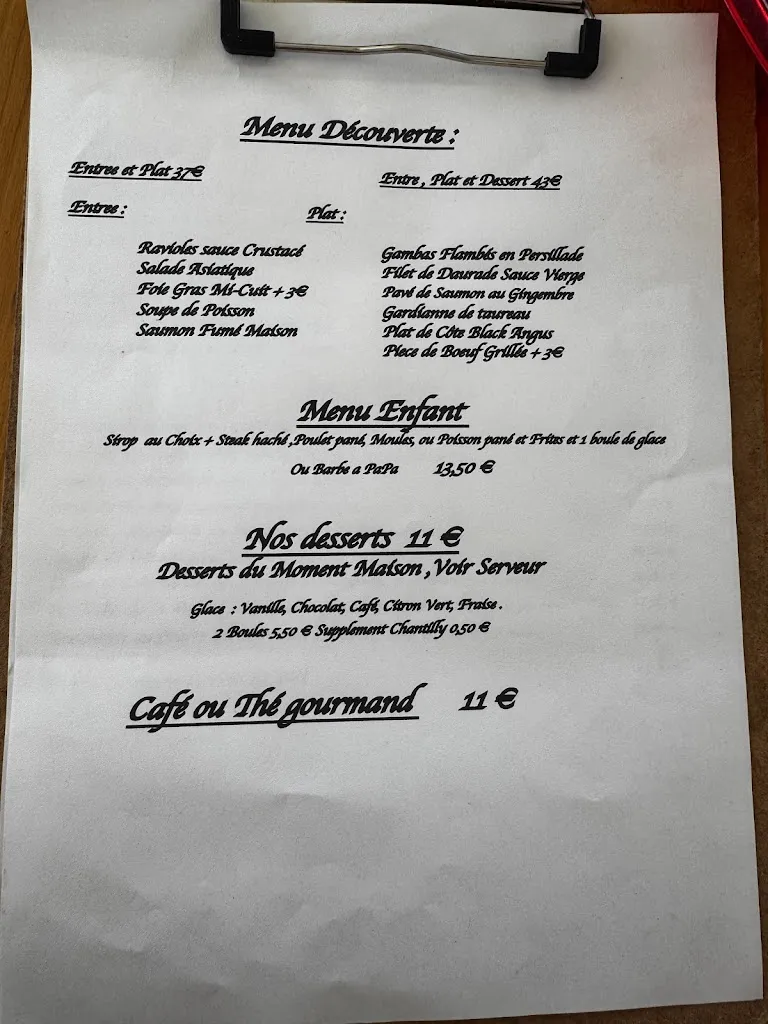 Menu Découverte :
Entree et Plat 37€
Entre , Plat et Dessert 43€
Entree :
Plat :
Ravioles sauce Crustacé
Salade Asiatique
Foie Gras Mi-Cuit + 3€
Soupe de Poisson
Saumon Fumé Maison
Gambas Flambés en Persillade
Filet de Daurade Sauce Vierge
Pavé de Saumon au Gingembre
Gardianne de taureau
Plat de Côte Black Angus
Piece de Boeuf Grillée + 3€
Menu Enfant
Sirop au Choix + Steak haché ,Poulet pané, Moules, ou Poisson pané et Frites et 1 boule de glace
Ou Barbe a PaPa 13,50 €
Nos desserts 11 €
Desserts du Moment Maison ,Voir Serveur
Glace : Vanille, Chocolat, Café, Citron Vert, Fraise .
2 Boules 5,50 € Supplement Chantilly 0,50 €
Café ou Thé gourmand 11 €